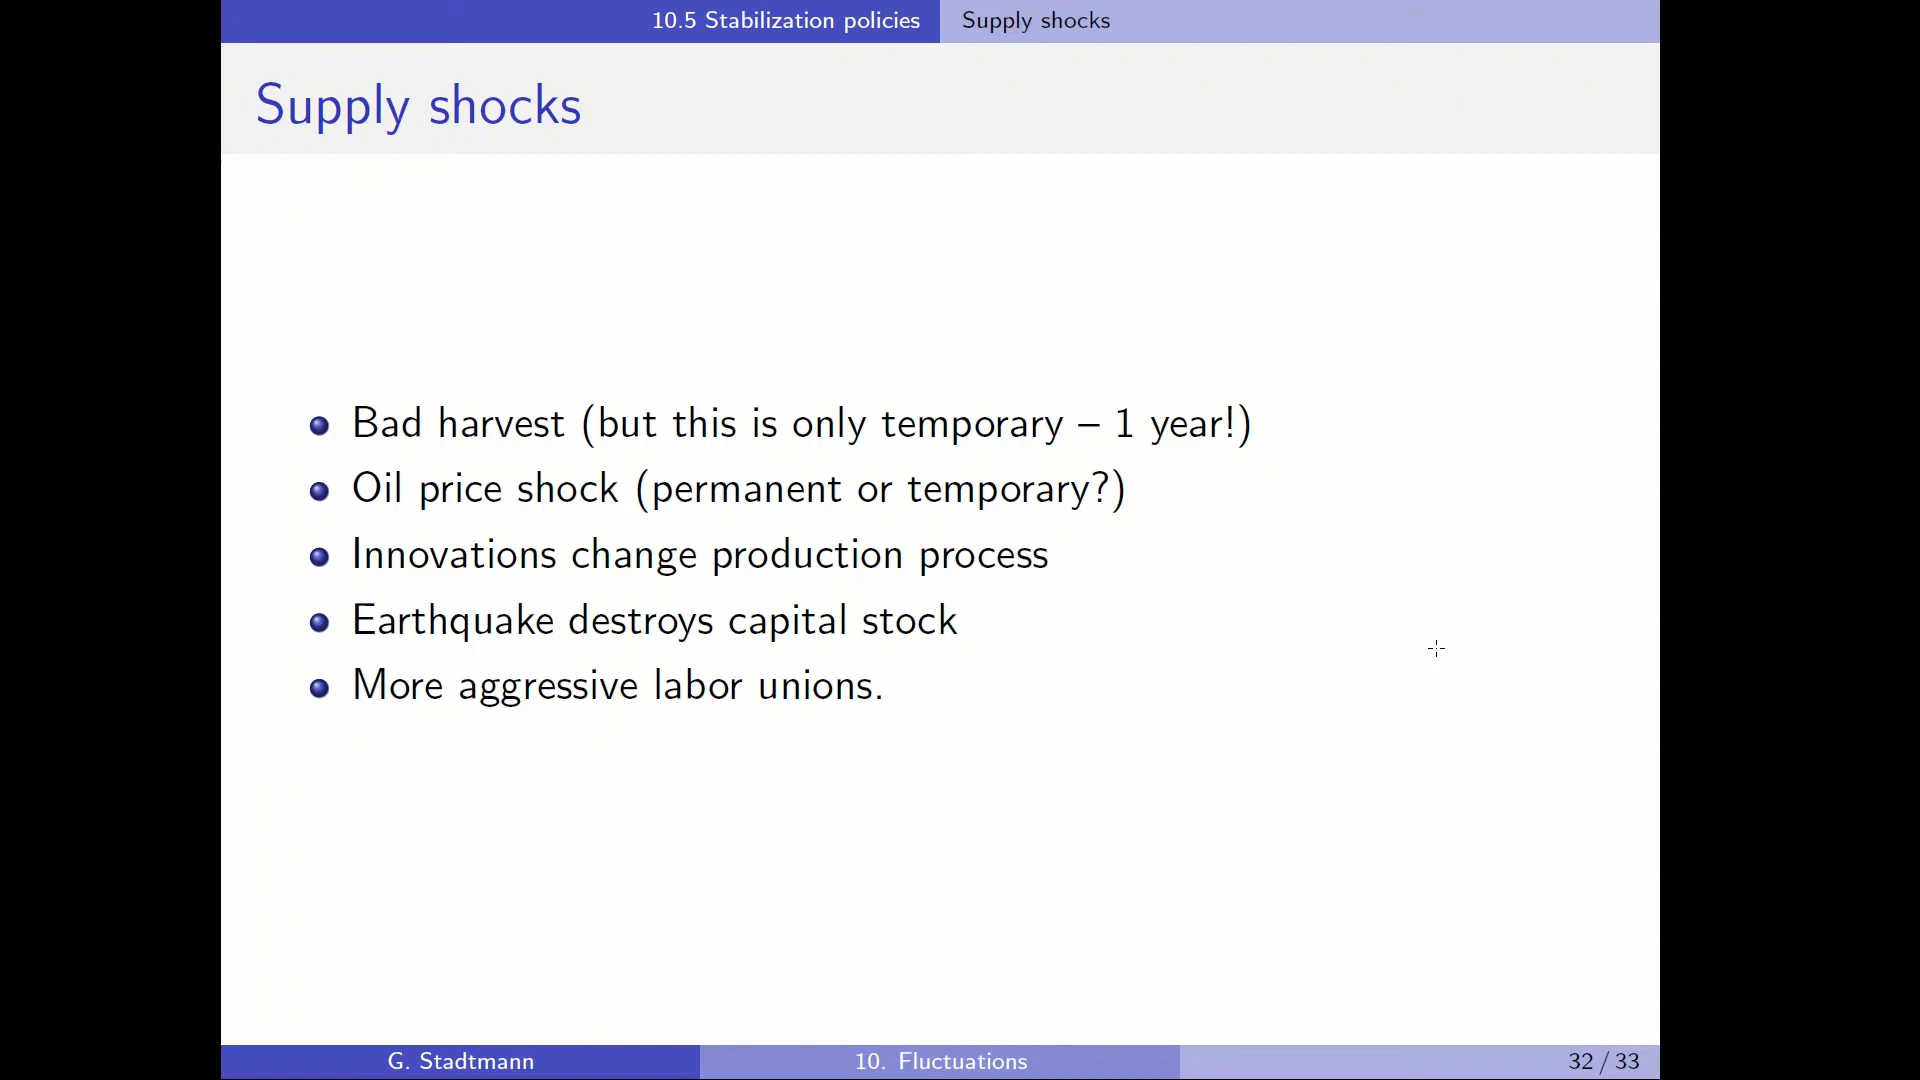 10.5 Stabilization policies Supply shocks
Supply shocks
Bad harvest (but this is only temporary – 1 year!)
Oil price shock (permanent or temporary?)
Innovations change production process
Earthquake destroys capital stock
More aggressive labor unions.
G. Stadtmann 10. Fluctuations 32 / 33